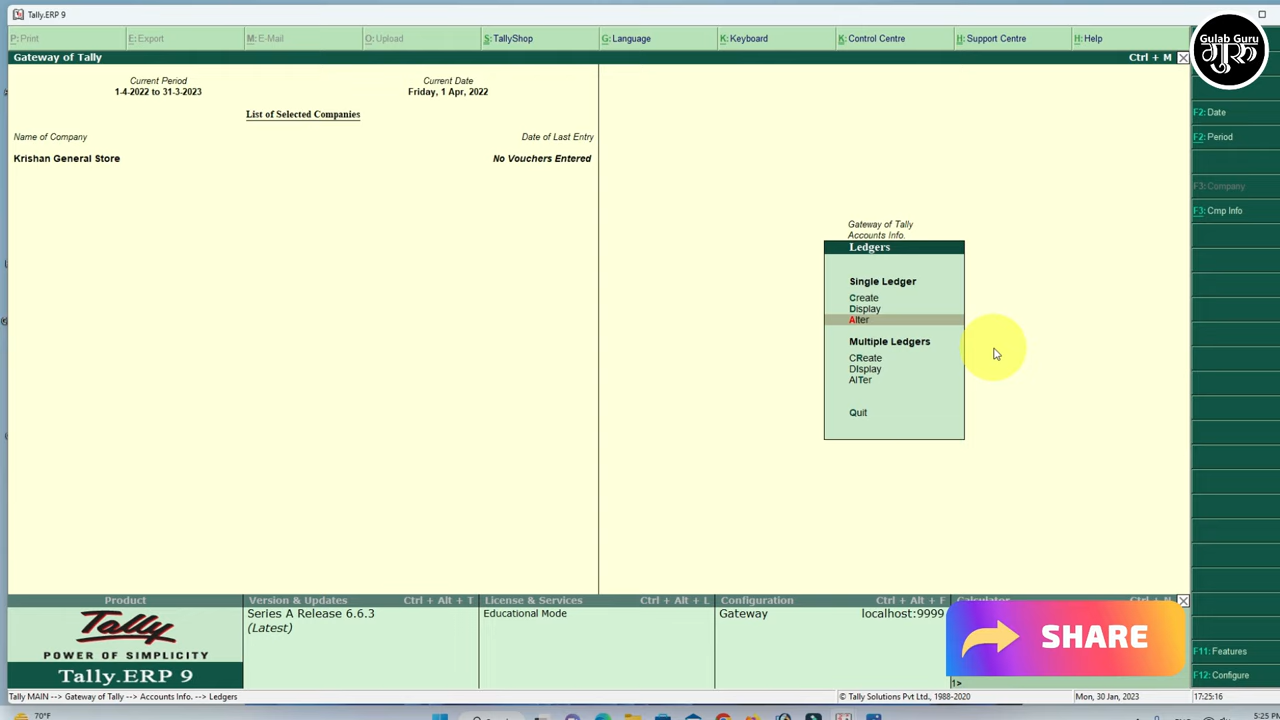 Tally.ERP 9
P: Print
E: Export
M: E-Mail
O: Upload
S: TallyShop
G: Language
K: Keyboard
K: Control Centre
H: Support Centre
H: Help
Gulab Guru
गुरु
Gateway of Tally
Ctrl + M
Current Period
1-4-2022 to 31-3-2023
Current Date
Friday, 1 Apr, 2022
List of Selected Companies
Name of Company
Date of Last Entry
Krishan General Store
No Vouchers Entered
F2: Date
F2: Period
F3: Company
F3: Cmp Info
Gateway of Tally
Accounts Info.
Ledgers
Single Ledger
Create
Display
Alter
Multiple Ledgers
CReate
DIsplay
AlTer
Quit
Product
Version & Updates
Ctrl + Alt + T
License & Services
Ctrl + Alt + L
Configuration
Ctrl + Alt + F
Tally
POWER OF SIMPLICITY
Tally.ERP 9
Series A Release 6.6.3
(Latest)
Educational Mode
Gateway
localhost:9999
SHARE
1>
F11: Features
F12: Configure
Tally MAIN --> Gateway of Tally --> Accounts Info. --> Ledgers
© Tally Solutions Pvt Ltd., 1988-2020
Mon, 30 Jan, 2023
17:25:16
70°F
5:25 PM